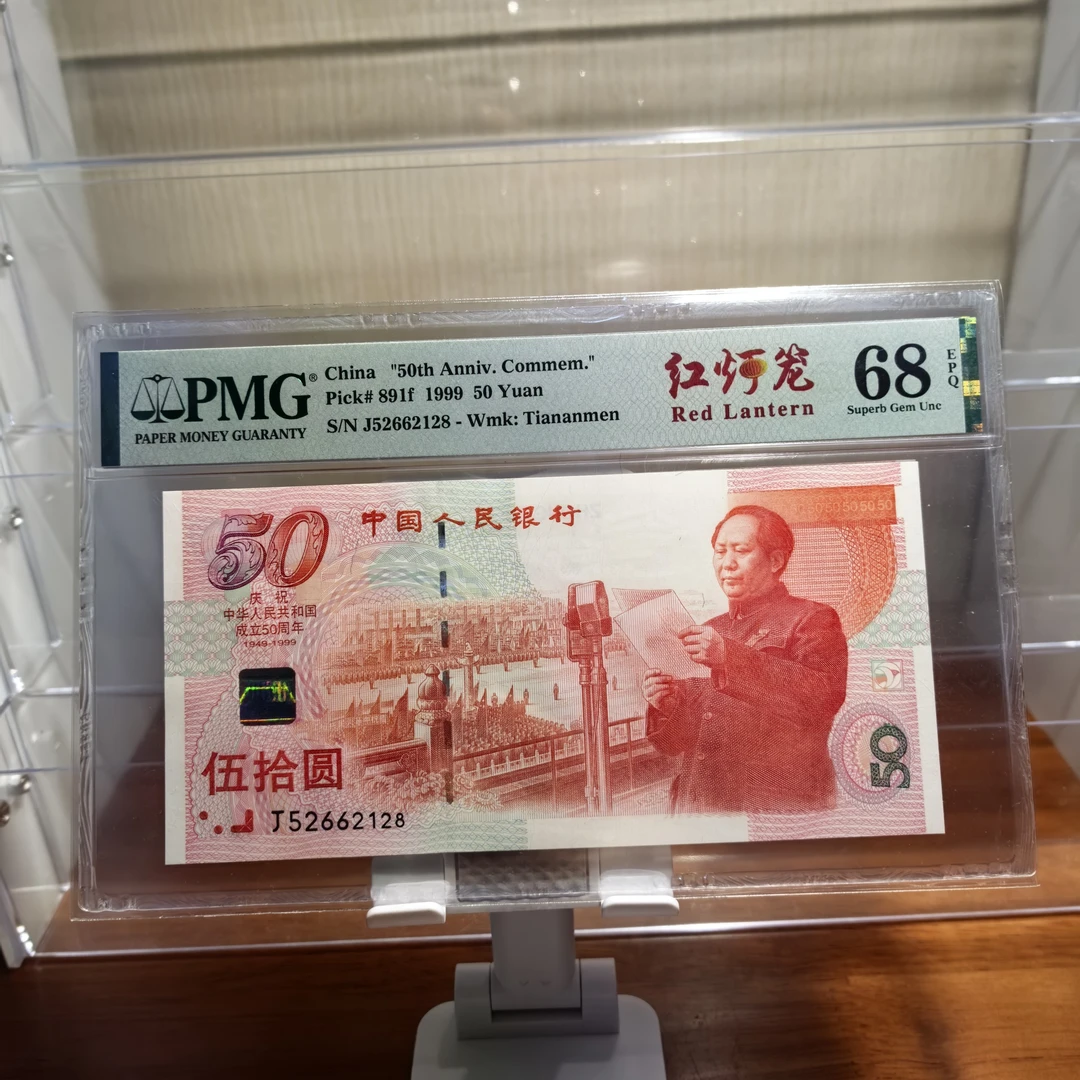 PMG®
PAPER MONEY GUARANTY
China "50th Anniv. Commem."
Pick# 891f 1999 50 Yuan
S/N J52662128 - Wmk: Tiananmen
红灯笼
Red Lantern
68
Superb Gem Unc
EPQ
50
中国人民银行
庆祝
中华人民共和国
成立50周年
1949-1999
伍拾圆
J52662128
50